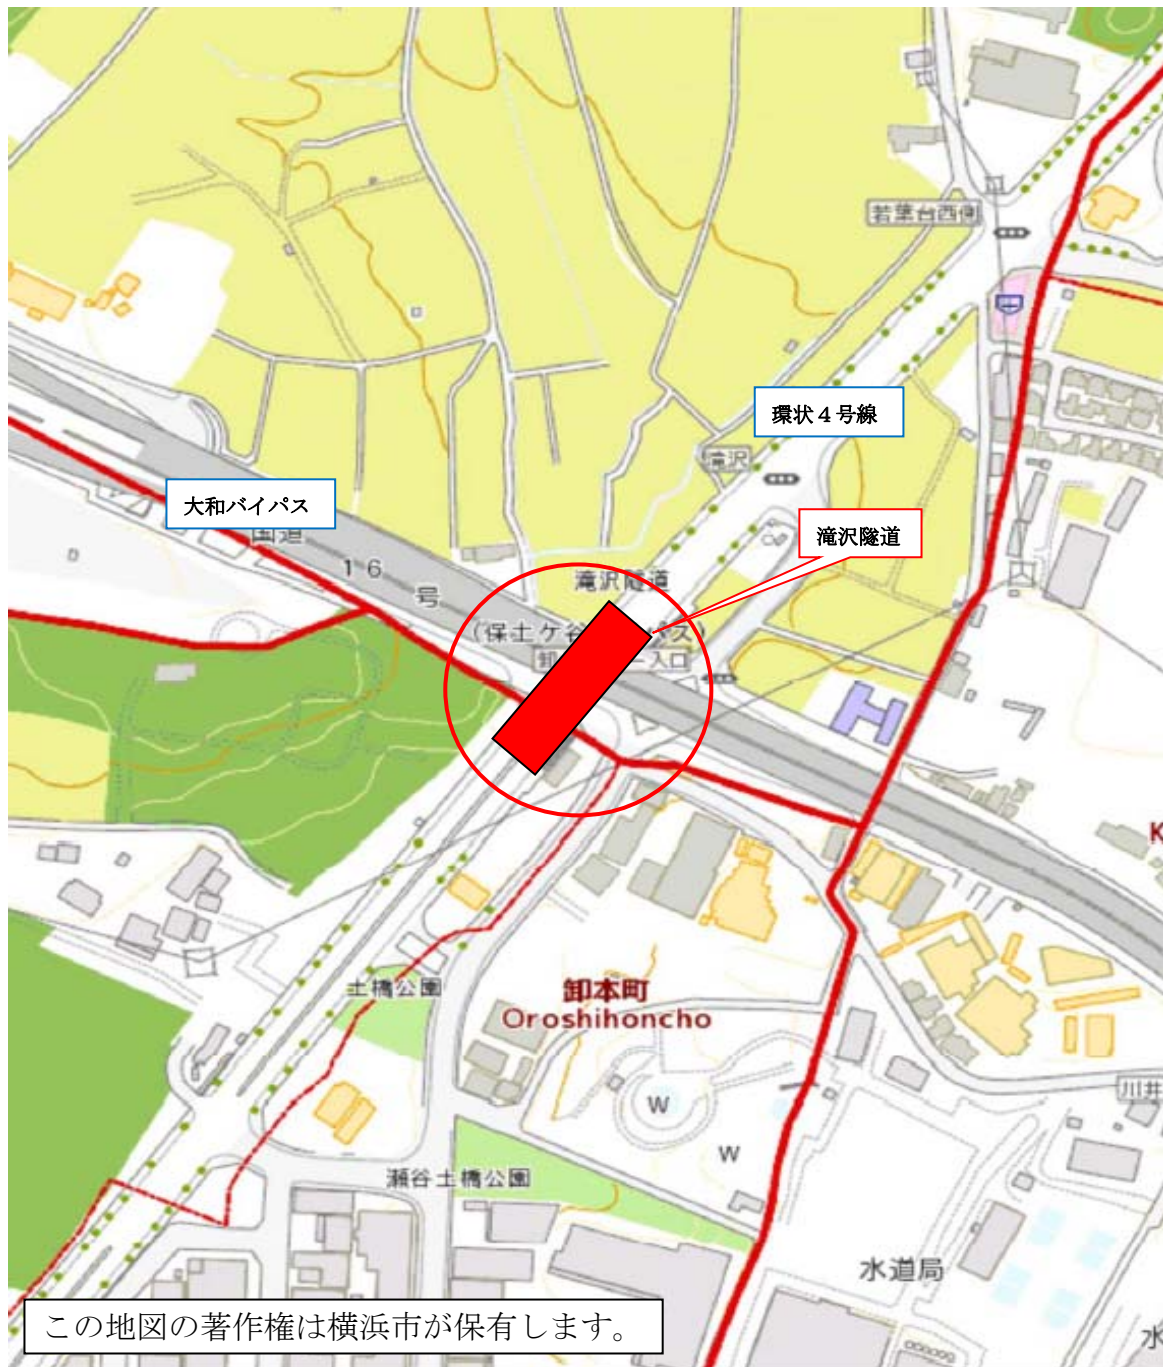 若葉台西側
環状４号線
滝沢
大和バイパス
滝沢隧道
国道
16
号
滝沢隧道
(保土ケ谷
パス)
卸
ー入口
土橋公園
卸本町
Oroshihoncho
K
川井
W
W
瀬谷土橋公園
水道局
水
この地図の著作権は横浜市が保有します。